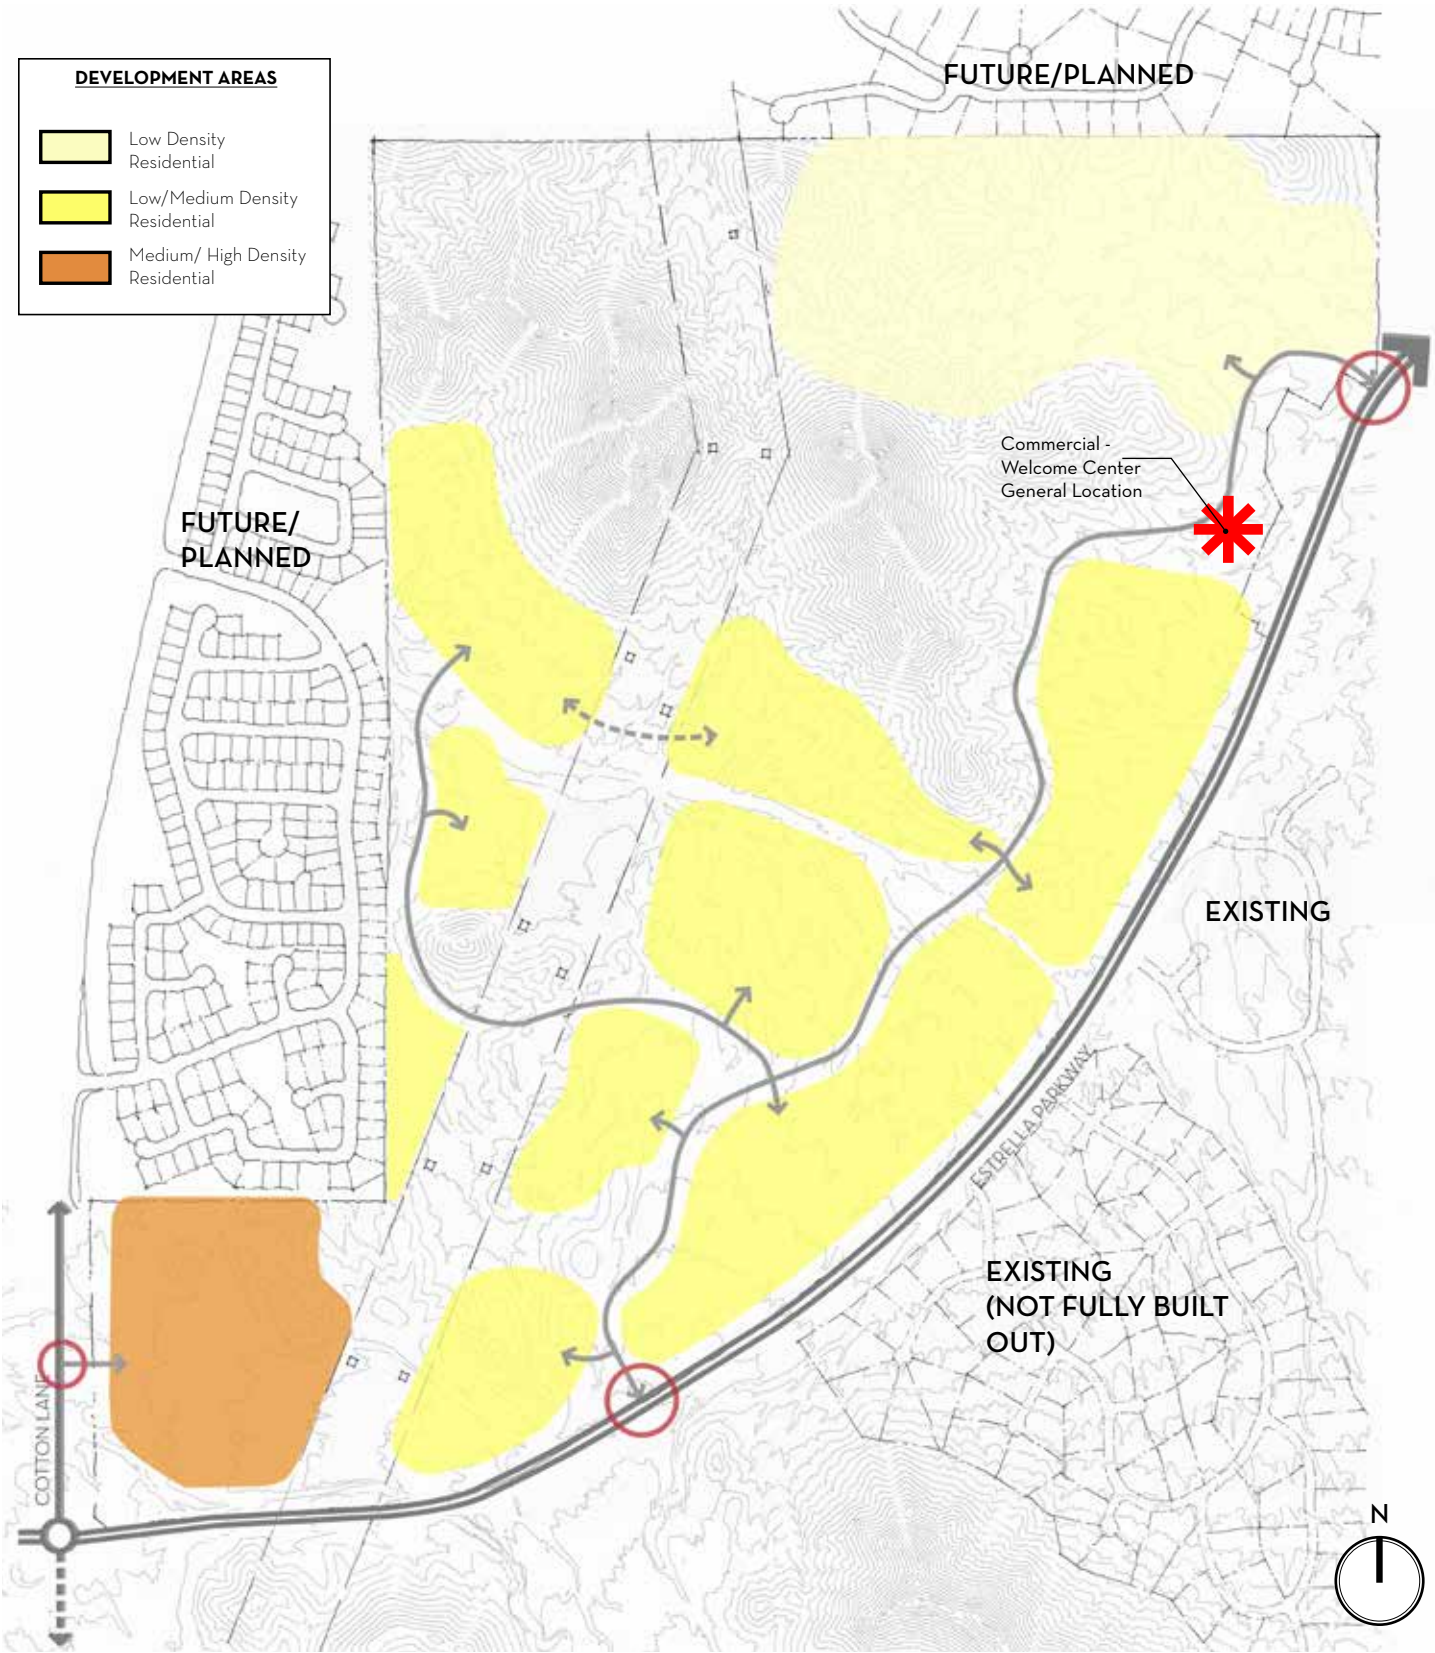 FUTURE/PLANNED
DEVELOPMENT AREAS
Low Density
Residential
Low/Medium Density
Residential
Medium/ High Density
Residential
Commercial -
Welcome Center
General Location
FUTURE/
PLANNED
EXISTING
ESTRELLA PARKWAY
EXISTING
(NOT FULLY BUILT
OUT)
COTTON LANE
N